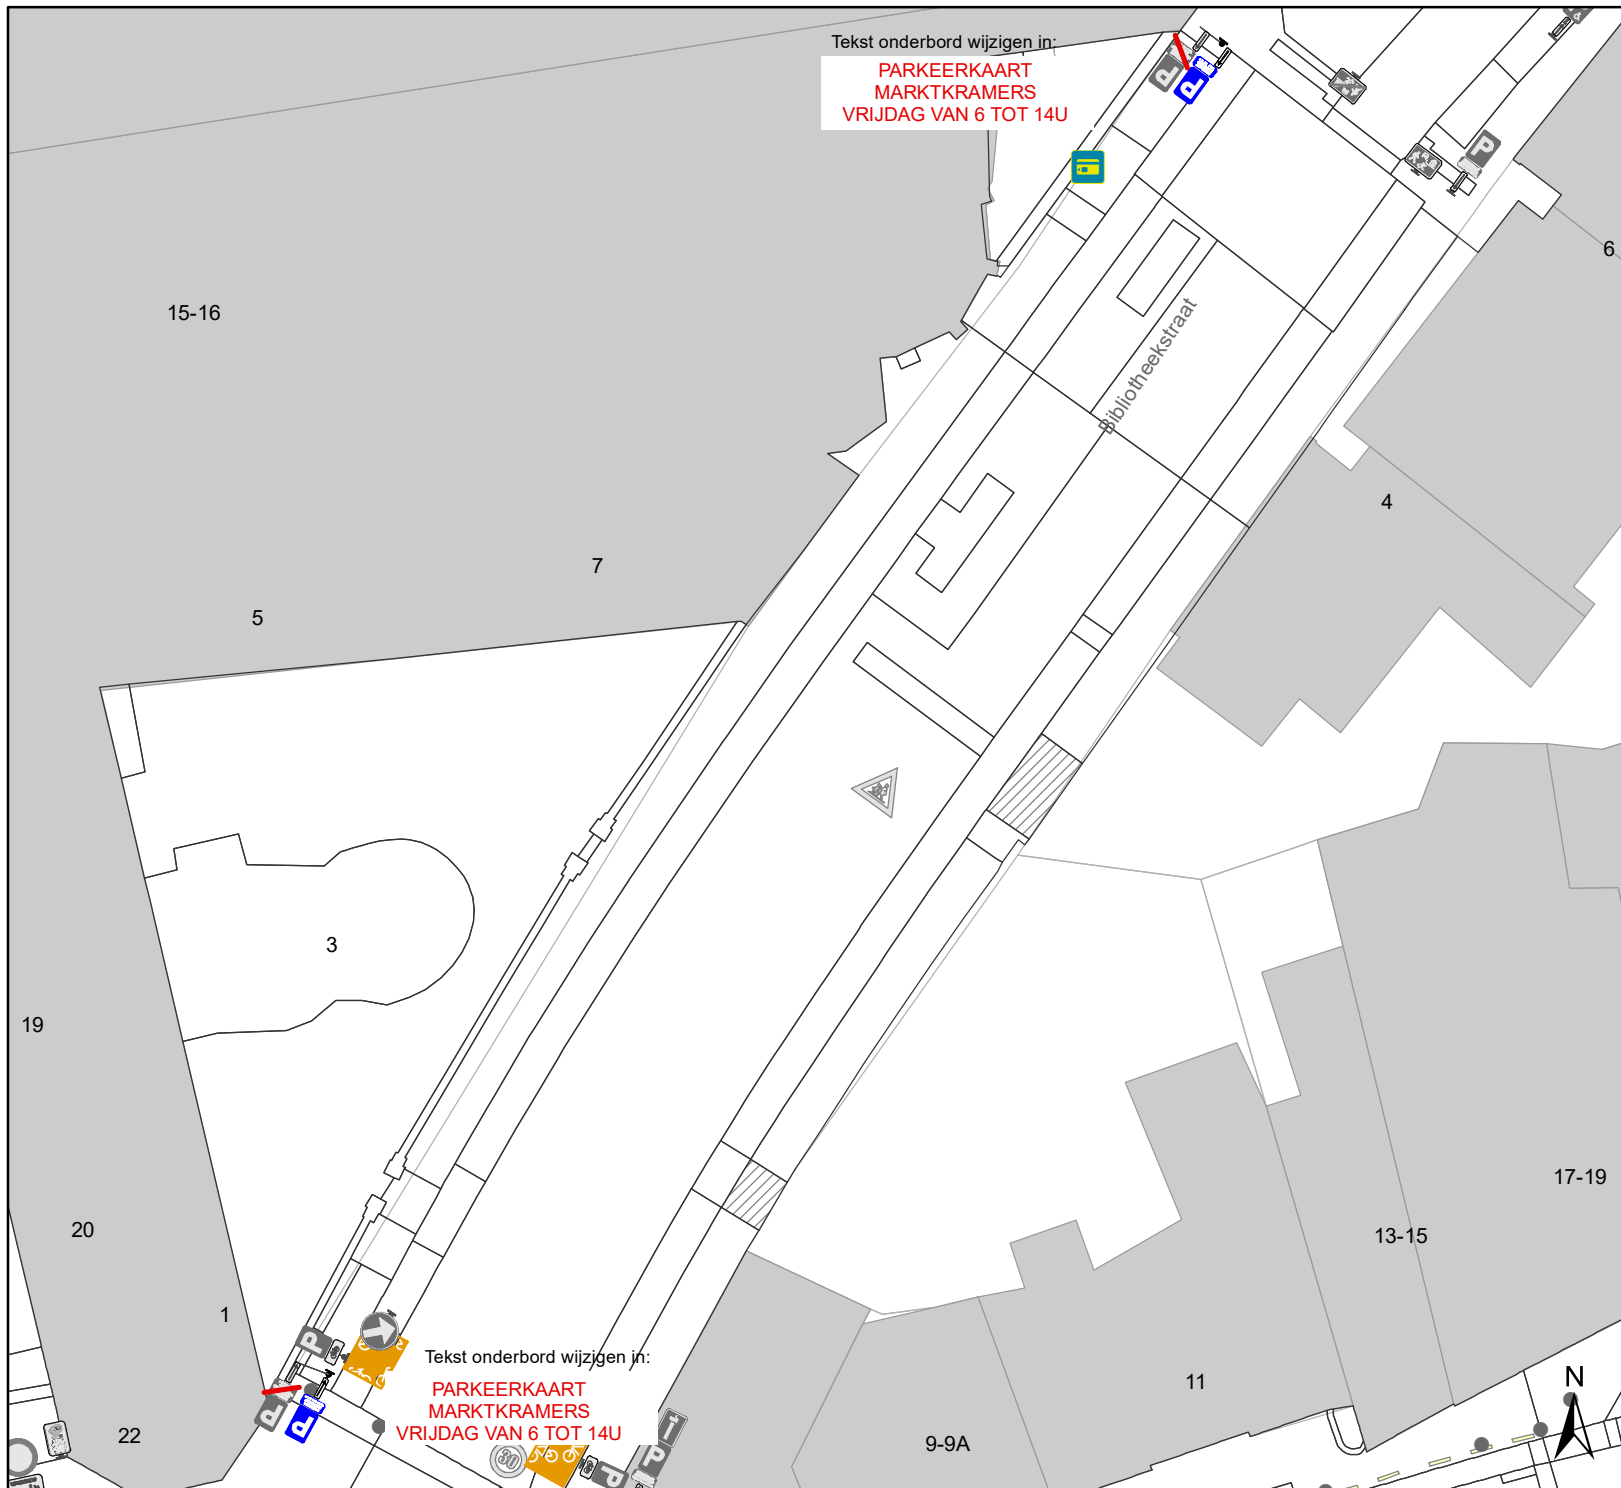 Tekst onderbord wijzigen in:
PARKEERKAART
MARKTKRAMERS
VRIJDAG VAN 6 TOT 14U
P
P
P
P
6
15-16
Bibliotheekstraat
4
7
5
3
19
17-19
20
13-15
1
P
Tekst onderbord wijzigen in:
PARKEERKAART
MARKTKRAMERS
VRIJDAG VAN 6 TOT 14U
N
11
P
P
22
9-9A
30
P
P